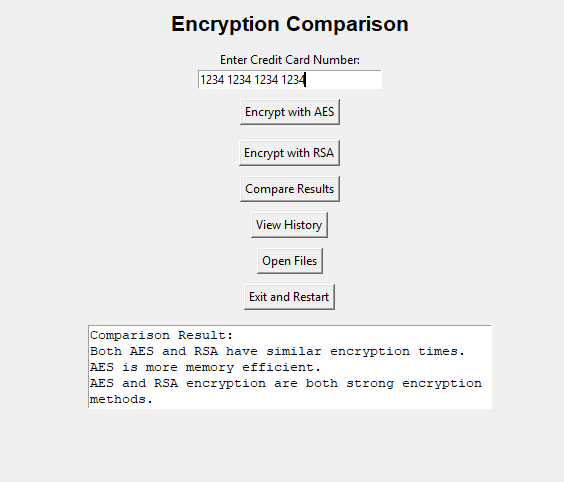 Encryption Comparison
Enter Credit Card Number:
1234 1234 1234 1234
Encrypt with AES
Encrypt with RSA
Compare Results
View History
Open Files
Exit and Restart
Comparison Result:
Both AES and RSA have similar encryption times.
AES is more memory efficient.
AES and RSA encryption are both strong encryption
methods.